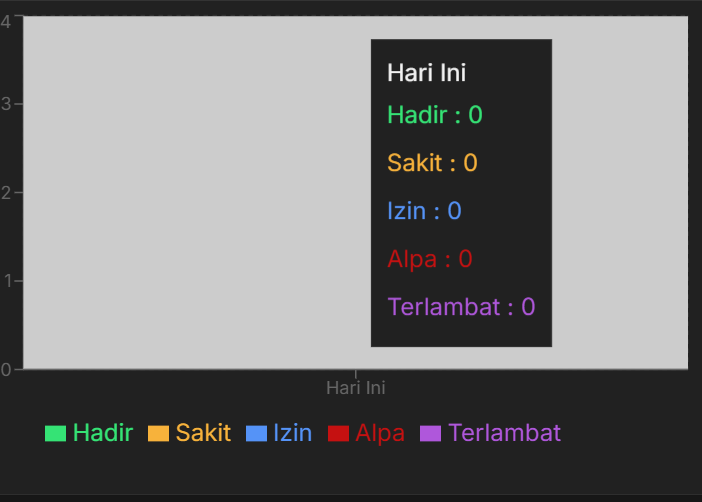 4
3
2
1
0
Hari Ini
Hadir : 0
Sakit : 0
Izin : 0
Alpa : 0
Terlambat : 0
Hari Ini
Hadir Sakit Izin Alpa Terlambat